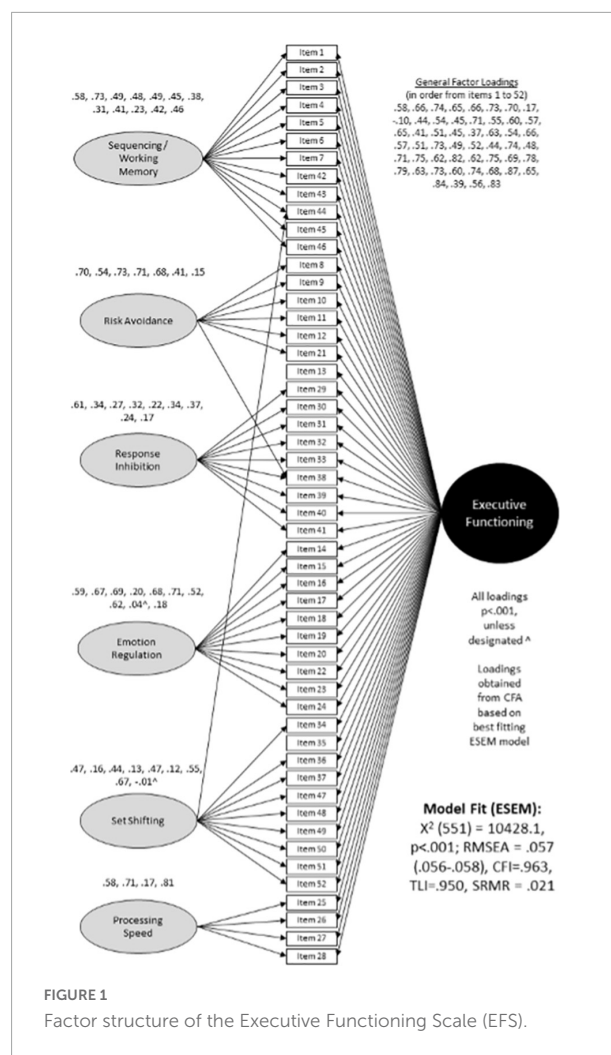 Item 1
Item 2
Item 3
Item 4
Item 5
Item 6
Item 7
Item 42
Item 43
Item 44
Item 45
Item 46
Item 8
Item 9
Item 10
Item 11
Item 12
Item 21
Item 13
Item 29
Item 30
Item 31
Item 32
Item 33
Item 38
Item 39
Item 40
Item 41
Item 14
Item 15
Item 16
Item 17
Item 18
Item 19
Item 20
Item 22
Item 23
Item 24
Item 34
Item 35
Item 36
Item 37
Item 47
Item 48
Item 49
Item 50
Item 51
Item 52
Item 25
Item 26
Item 27
Item 28
.58, .73, .49, .48, .49, .45, .38,
.31, .41, .23, .42, .46
Sequencing/
Working
Memory
.70, .54, .73, .71, .68, .41, .15
Risk Avoidance
.61, .34, .27, .32, .22, .34, .37,
.24, .17
Response
Inhibition
.59, .67, .69, .20, .68, .71, .52,
.62, .04^, .18
Emotion
Regulation
.47, .16, .44, .13, .47, .12, .55,
.67, -.01^
Set Shifting
.58, .71, .17, .81
Processing
Speed
General Factor Loadings
(in order from items 1 to 52)
.58, .66, .74, .65, .66, .73, .70, .17,
-.10, .44, .54, .45, .71, .55, .60, .57,
.65, .41, .51, .45, .37, .63, .54, .66,
.57, .51, .73, .49, .52, .44, .74, .48,
.71, .75, .62, .82, .62, .75, .69, .78,
.79, .63, .73, .60, .74, .68, .87, .65,
.84, .39, .56, .83
Executive
Functioning
All loadings
p<.001,
unless
designated ^
Loadings
obtained
from CFA
based on
best fitting
ESEM model
Model Fit (ESEM):
X² (551) = 10428.1,
p<.001; RMSEA = .057
(.056-.058), CFI=.963,
TLI=.950, SRMR = .021
FIGURE 1
Factor structure of the Executive Functioning Scale (EFS).